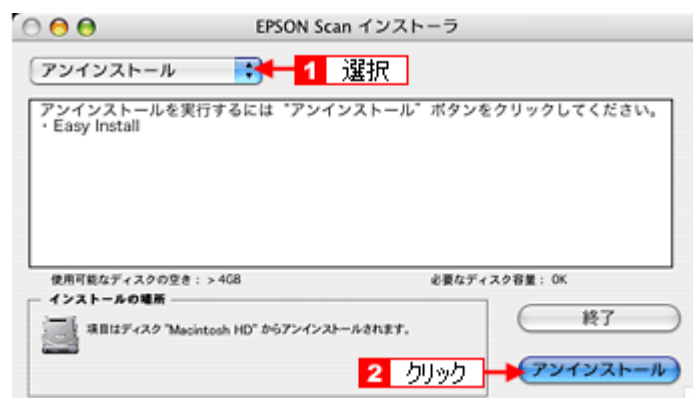 EPSON Scan インストーラ
アンインストール
1 選択
アンインストールを実行するには "アンインストール" ボタンをクリックしてください。
・Easy Install
使用可能なディスクの空き： > 4GB
必要なディスク容量： OK
インストールの場所
項目はディスク "Macintosh HD" からアンインストールされます。
終了
2 クリック
アンインストール